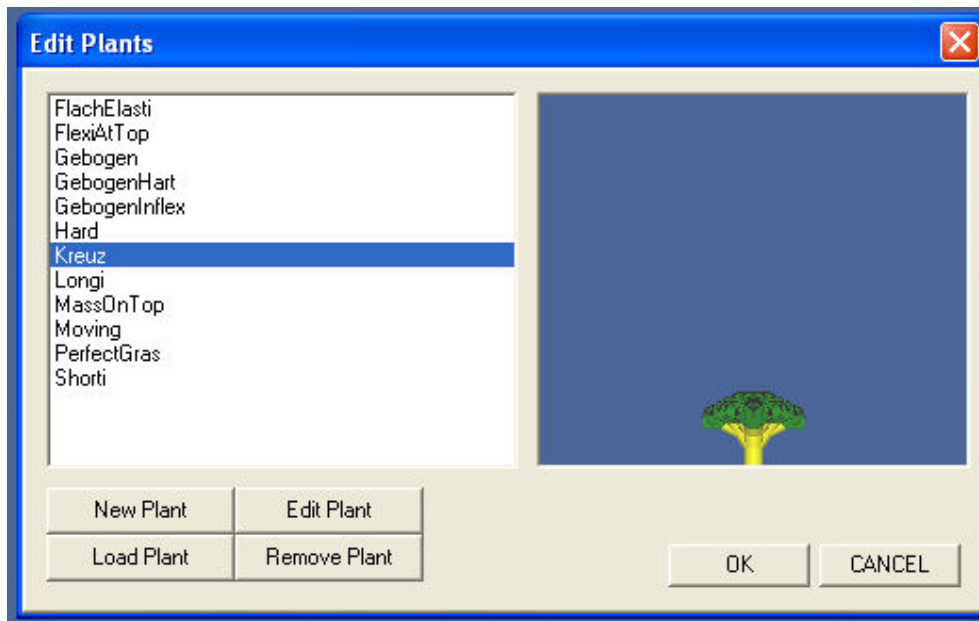 Edit Plants
FlachElasti
FlexiAtTop
Gebogen
GebogenHart
GebogenInflex
Hard
Kreuz
Longi
MassOnTop
Moving
PerfectGras
Shorti
New Plant
Edit Plant
Load Plant
Remove Plant
OK
CANCEL